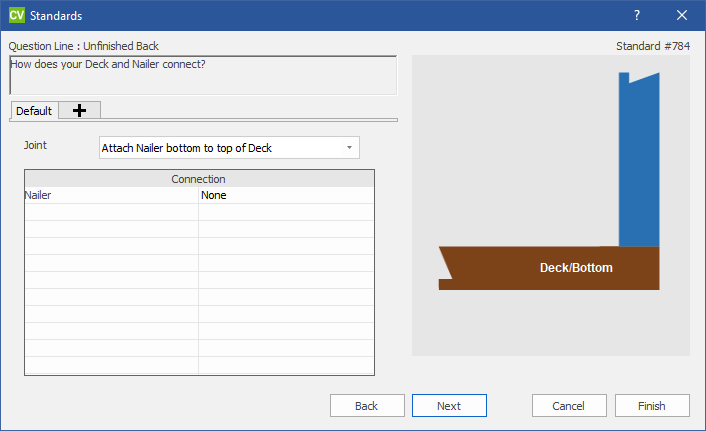 CV Standards ?
Question Line : Unfinished Back Standard #784
How does your Deck and Nailer connect?
Default
Joint Attach Nailer bottom to top of Deck
Connection
Nailer None
Deck/Bottom
Back Next Cancel Finish